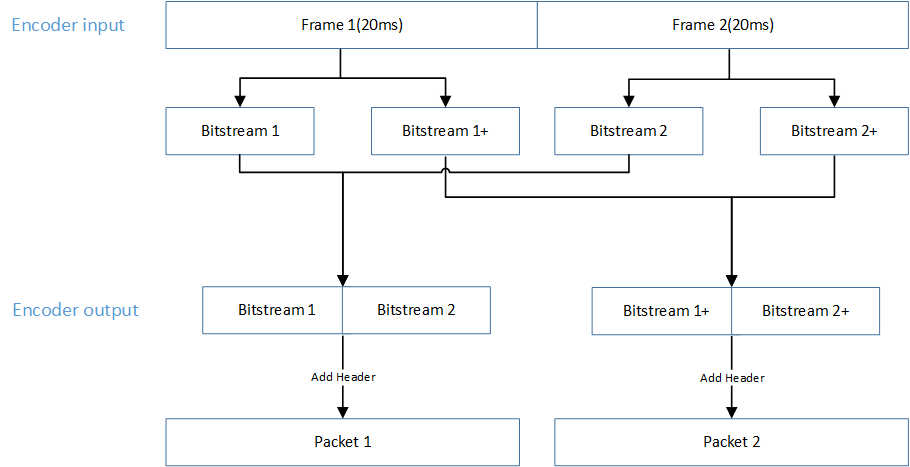 Encoder input
Frame 1(20ms)
Frame 2(20ms)
Bitstream 1
Bitstream 1+
Bitstream 2
Bitstream 2+
Encoder output
Bitstream 1
Bitstream 2
Bitstream 1+
Bitstream 2+
Add Header
Add Header
Packet 1
Packet 2